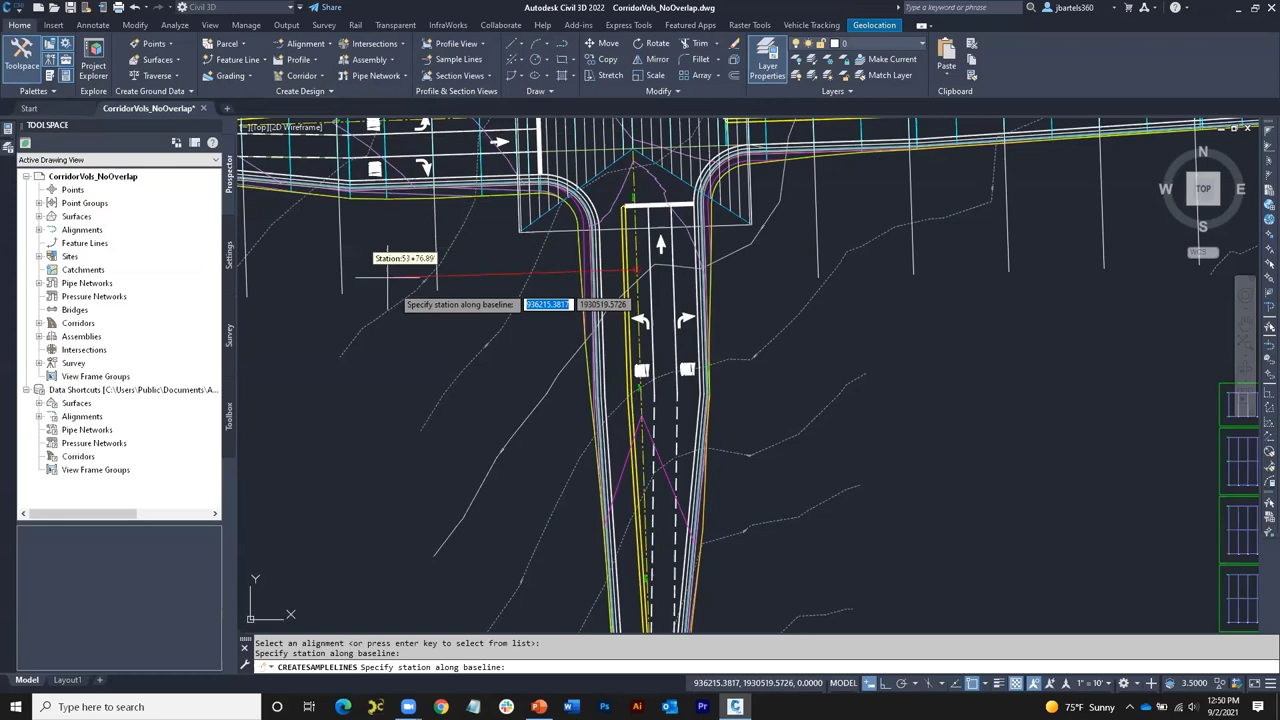 Civil 3D
Share
Autodesk Civil 3D 2022
CorridorVols_NoOverlap.dwg
Type a keyword or phrase
jbartels360
Home
Insert
Annotate
Modify
Analyze
View
Manage
Output
Survey
Rail
Transparent
InfraWorks
Collaborate
Help
Add-ins
Express Tools
Featured Apps
Raster Tools
Vehicle Tracking
Geolocation
Toolspace
Project
Explorer
Points
Surfaces
Traverse
Parcel
Feature Line
Grading
Alignment
Profile
Corridor
Intersections
Assembly
Pipe Network
Profile View
Sample Lines
Section Views
Move
Copy
Stretch
Rotate
Mirror
Scale
Trim
Fillet
Array
Layer
Properties
0
Make Current
Match Layer
Paste
Palettes
Explore
Create Ground Data
Create Design
Profile & Section Views
Draw
Modify
Layers
Clipboard
Start
CorridorVols_NoOverlap*
TOOLSPACE
Active Drawing View
CorridorVols_NoOverlap
Points
Point Groups
Surfaces
Alignments
Feature Lines
Sites
Catchments
Pipe Networks
Pressure Networks
Bridges
Corridors
Assemblies
Intersections
Survey
View Frame Groups
Data Shortcuts [C:\Users\Public\Documents\A...
Surfaces
Alignments
Pipe Networks
Pressure Networks
Corridors
View Frame Groups
Prospector
Settings
Survey
Toolbox
[-][Top][2D Wireframe]
Station:53+76.89'
Specify station along baseline:
936215.3817
1930519.5726
N
W
TOP
E
S
WCS
Y
X
Select an alignment <or press enter key to select from list>:
Specify station along baseline:
CREATESAMPLELINES Specify station along baseline:
Model
Layout1
936215.3817, 1930519.5726, 0.0000
MODEL
1" = 10'
3.5000
Type here to search
75°F Sunny
12:50 PM
9/2/2021